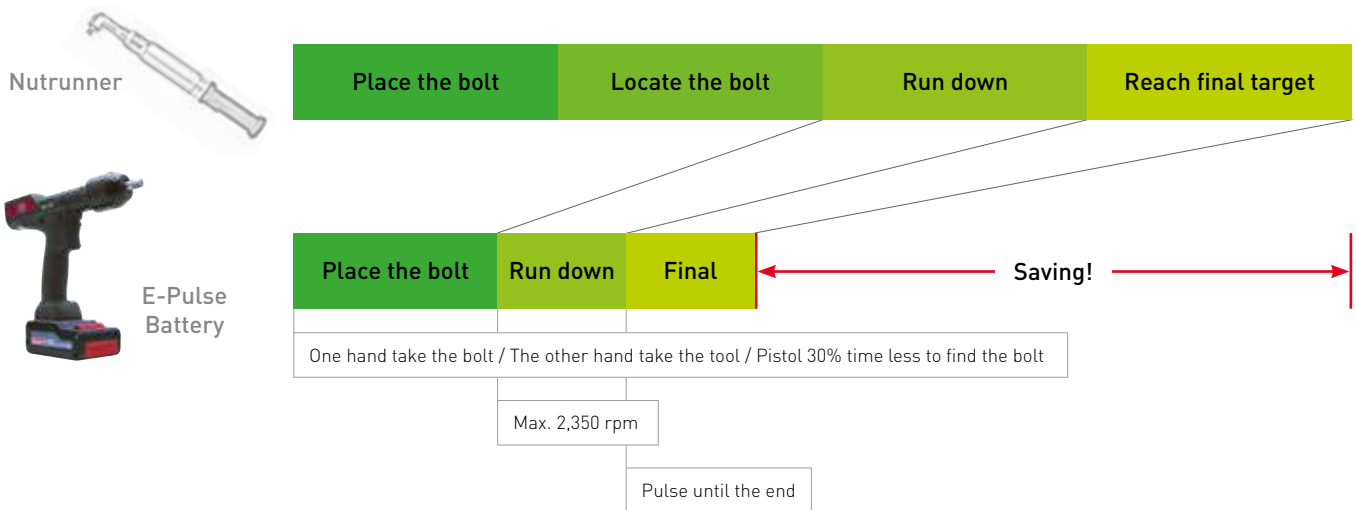 Nutrunner
Place the bolt
Locate the bolt
Run down
Reach final target
E-Pulse
Battery
Place the bolt
Run down
Final
Saving!
One hand take the bolt / The other hand take the tool / Pistol 30% time less to find the bolt
Max. 2,350 rpm
Pulse until the end